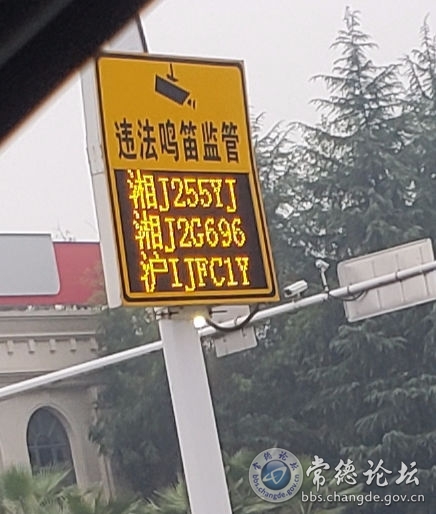 违法鸣笛监管
湘J255YJ
湘J2G696
沪IJFC1Y
常德论坛
bbs.changde.gov.cn